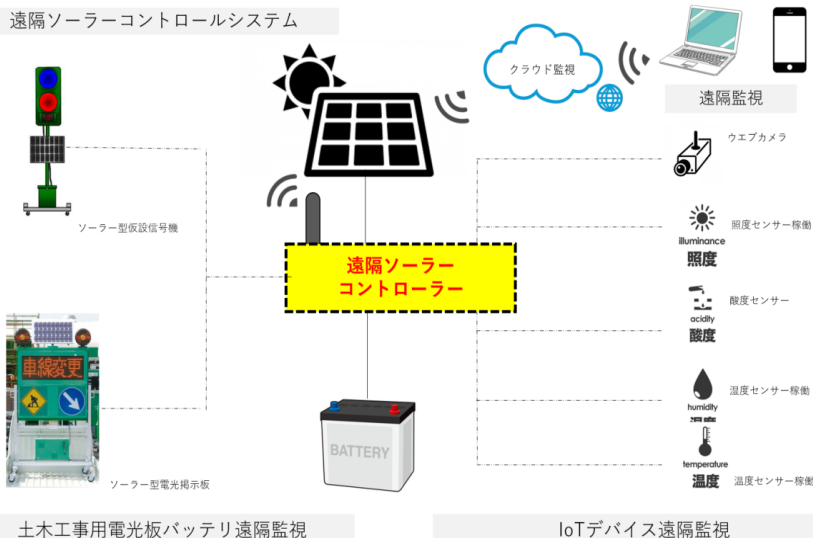 遠隔ソーラーコントロールシステム
クラウド監視
遠隔監視
ウエブカメラ
ソーラー型仮設信号機
照度センサー稼働
illuminance
照度
遠隔ソーラー
コントローラー
酸度センサー
acidity
酸度
車線変更
湿度センサー稼働
humidity
湿度
BATTERY
temperature
温度
温度センサー稼働
ソーラー型電光掲示板
土木工事用電光板バッテリ遠隔監視
IoTデバイス遠隔監視